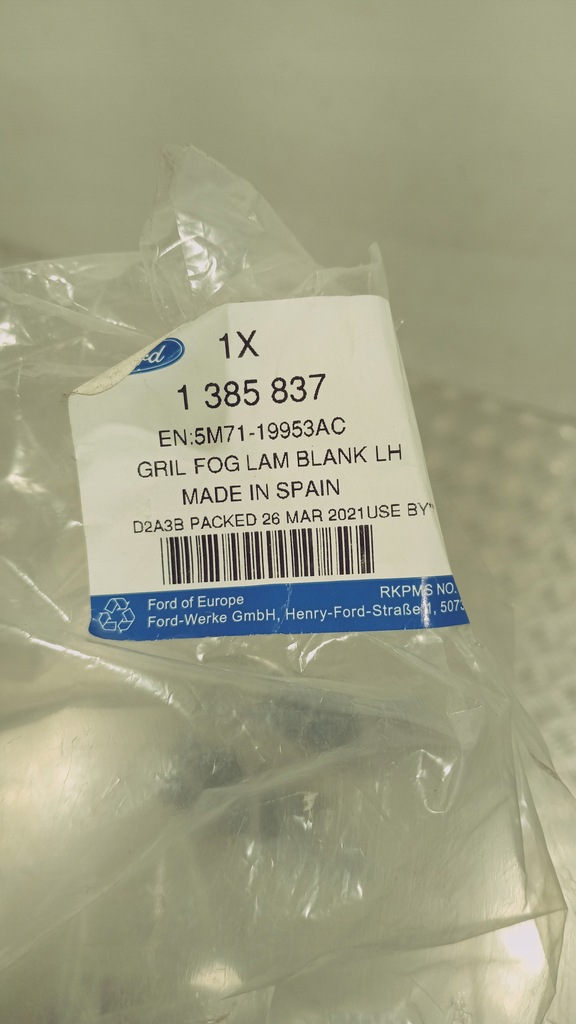 1X
1 385 837
EN:5M71-19953AC
GRIL FOG LAM BLANK LH
MADE IN SPAIN
D2A3B PACKED 26 MAR 2021USE BY"
RKPMS NO.
Ford of Europe
Ford-Werke GmbH, Henry-Ford-Straße 1, 5073